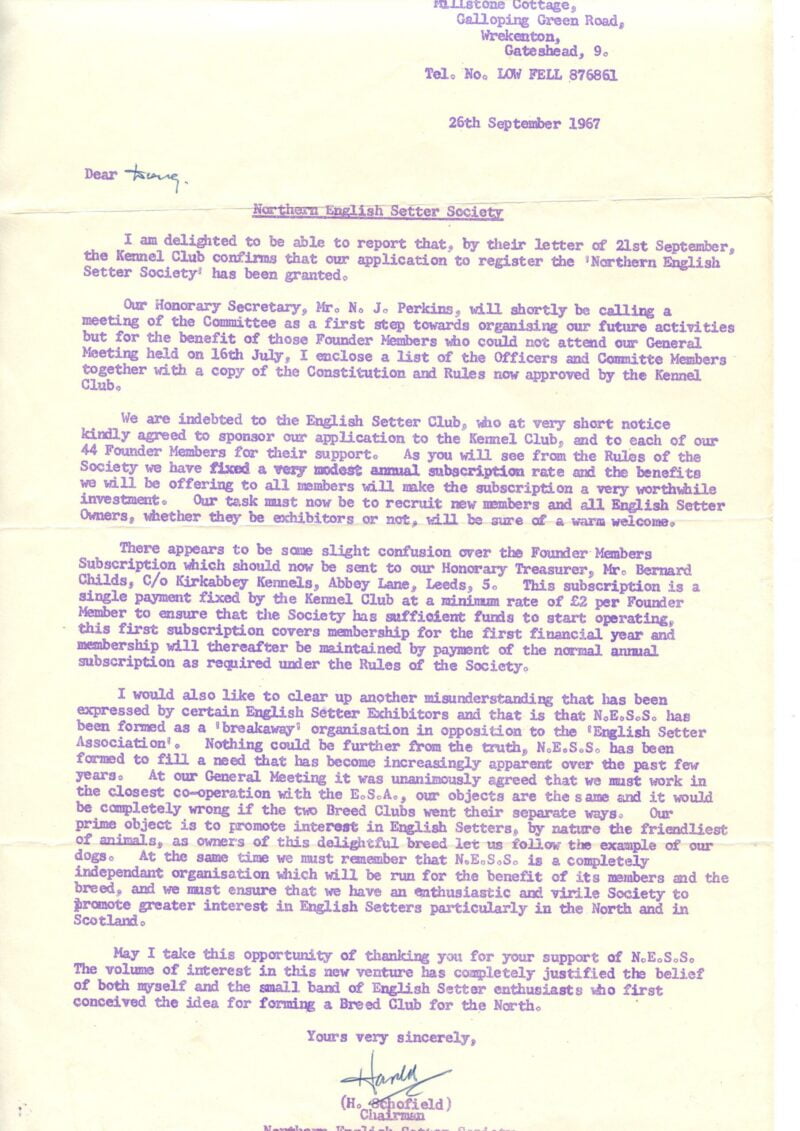 Millstone Cottage,
Galloping Green Road,
Wrekenton,
Gateshead, 9.
Tel. No. LOW FELL 876861
26th September 1967
Dear
Northern English Setter Society
I am delighted to be able to report that, by their letter of 21st September,
the Kennel Club confirms that our application to register the 'Northern English
Setter Society' has been granted.
Our Honorary Secretary, Mr. N. J. Perkins, will shortly be calling a
meeting of the Committee as a first step towards organising our future activities
but for the benefit of those Founder Members who could not attend our General
Meeting held on 16th July, I enclose a list of the Officers and Committe Members
together with a copy of the Constitution and Rules now approved by the Kennel
Club.
We are indebted to the English Setter Club, who at very short notice
kindly agreed to sponsor our application to the Kennel Club, and to each of our
44 Founder Members for their support. As you will see from the Rules of the
Society we have fixed a very modest annual subscription rate and the benefits
we will be offering to all members will make the subscription a very worthwhile
investment. Our task must now be to recruit new members and all English Setter
Owners, whether they be exhibitors or not, will be sure of a warm welcome.
There appears to be some slight confusion over the Founder Members
Subscription which should now be sent to our Honorary Treasurer, Mr. Bernard
Childs, C/o Kirkabbey Kennels, Abbey Lane, Leeds, 5. This subscription is a
single payment fixed by the Kennel Club at a minimum rate of £2 per Founder
Member to ensure that the Society has sufficient funds to start operating,
this first subscription covers membership for the first financial year and
membership will thereafter be maintained by payment of the normal annual
subscription as required under the Rules of the Society.
I would also like to clear up another misunderstanding that has been
expressed by certain English Setter Exhibitors and that is that N.E.S.S. has
been formed as a 'breakaway' organisation in opposition to the 'English Setter
Association'. Nothing could be further from the truth, N.E.S.S. has been
formed to fill a need that has become increasingly apparent over the past few
years. At our General Meeting it was unanimously agreed that we must work in
the closest co-operation with the E.S.A., our objects are the same and it would
be completely wrong if the two Breed Clubs went their separate ways. Our
prime object is to promote interest in English Setters, by nature the friendliest
of animals, as owners of this delightful breed let us follow the example of our
dogs. At the same time we must remember that N.E.S.S. is a completely
independant organisation which will be run for the benefit of its members and the
breed, and we must ensure that we have an enthusiastic and virile Society to
promote greater interest in English Setters particularly in the North and in
Scotland.
May I take this opportunity of thanking you for your support of N.E.S.S.
The volume of interest in this new venture has completely justified the belief
of both myself and the small band of English Setter enthusiasts who first
conceived the idea for forming a Breed Club for the North.
Yours very sincerely,
Harold
(H. Schofield)
Chairman
Northern English Setter Society